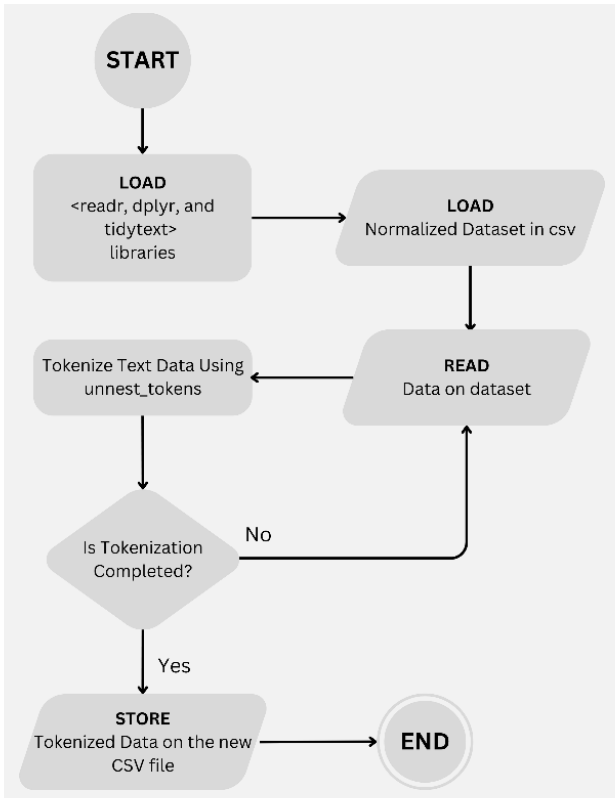 START
LOAD
<readr, dplyr, and
tidytext>
libraries
LOAD
Normalized Dataset in csv
READ
Data on dataset
Tokenize Text Data Using
unnest_tokens
Is Tokenization
Completed?
No
Yes
STORE
Tokenized Data on the new
CSV file
END